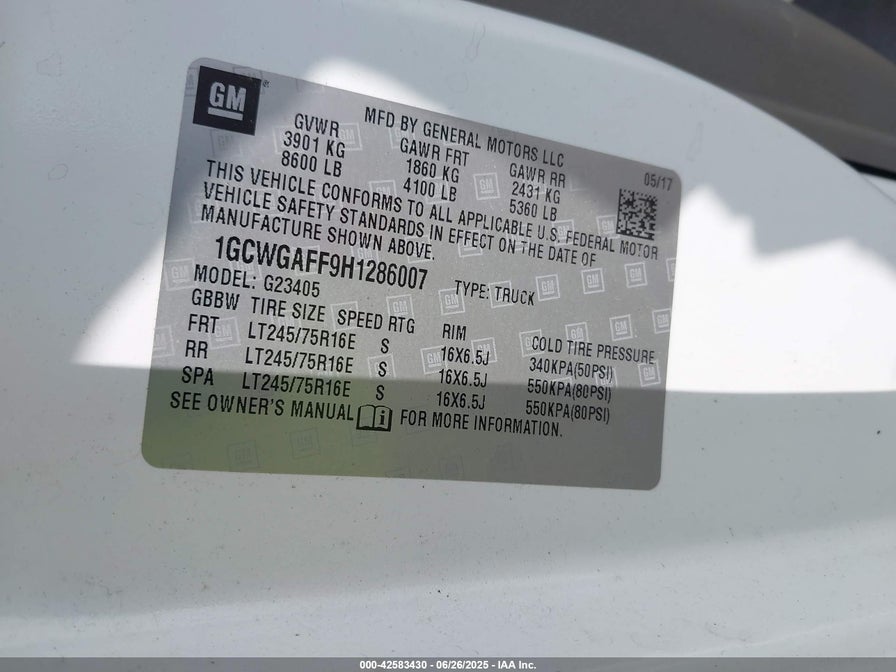 GM
MFD BY GENERAL MOTORS LLC
05/17
GVWR GAWR FRT GAWR RR
3901 KG 1860 KG 2431 KG
8600 LB 4100 LB 5360 LB
THIS VEHICLE CONFORMS TO ALL APPLICABLE U.S. FEDERAL MOTOR
VEHICLE SAFETY STANDARDS IN EFFECT ON THE DATE OF
MANUFACTURE SHOWN ABOVE.
1GCWGAFF9H1286007 TYPE: TRUCK
MODEL: G23405
GBBW TIRE SIZE SPEED RTG RIM COLD TIRE PRESSURE
FRT LT245/75R16E S 16X6.5J 340KPA(50PSI)
RR LT245/75R16E S 16X6.5J 550KPA(80PSI)
SPA LT245/75R16E S 16X6.5J 550KPA(80PSI)
SEE OWNER'S MANUAL FOR MORE INFORMATION.
000-42583430 - 06/26/2025 - IAA Inc.